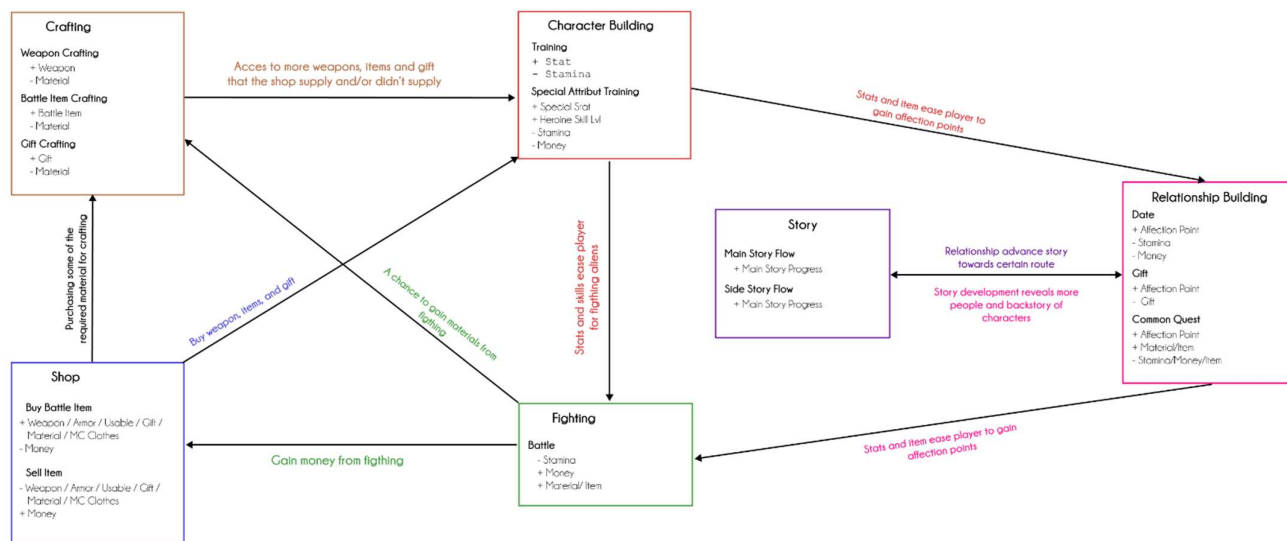 Crafting
Weapon Crafting
+ Weapon
- Material
Battle Item Crafting
+ Battle Item
- Material
Gift Crafting
+ Gift
- Material
Acces to more weapons, items and gift
that the shop supply and/or didn't supply
Character Building
Training
+ Stat
- Stamina
Special Attribut Training
+ Special Stat
+ Heroine Skill Lvl
- Stamina
- Money
Stats and item ease player to
gain affection points
Relationship Building
Date
+ Affection Point
- Stamina
- Money
Gift
+ Affection Point
- Gift
Common Quest
+ Affection Point
+ Material/Item
- Stamina/Money/Item
Story
Main Story Flow
+ Main Story Progress
Side Story Flow
+ Main Story Progress
Relationship advance story
towards certain route
Story development reveals more
people and backstory of
characters
Purchasing some of the
required material for crafting
Buy weapon, items, and gift
A chance to gain materials from
figthing
Stats and skills ease player
for figthing aliens
Shop
Buy Battle Item
+ Weapon / Armor / Usable / Gift /
Material / MC Clothes
- Money
Sell Item
- Weapon / Armor / Usable / Gift /
Material / MC Clothes
+ Money
Gain money from figthing
Fighting
Battle
- Stamina
+ Money
+ Material/ Item
Stats and item ease player to gain
affection points